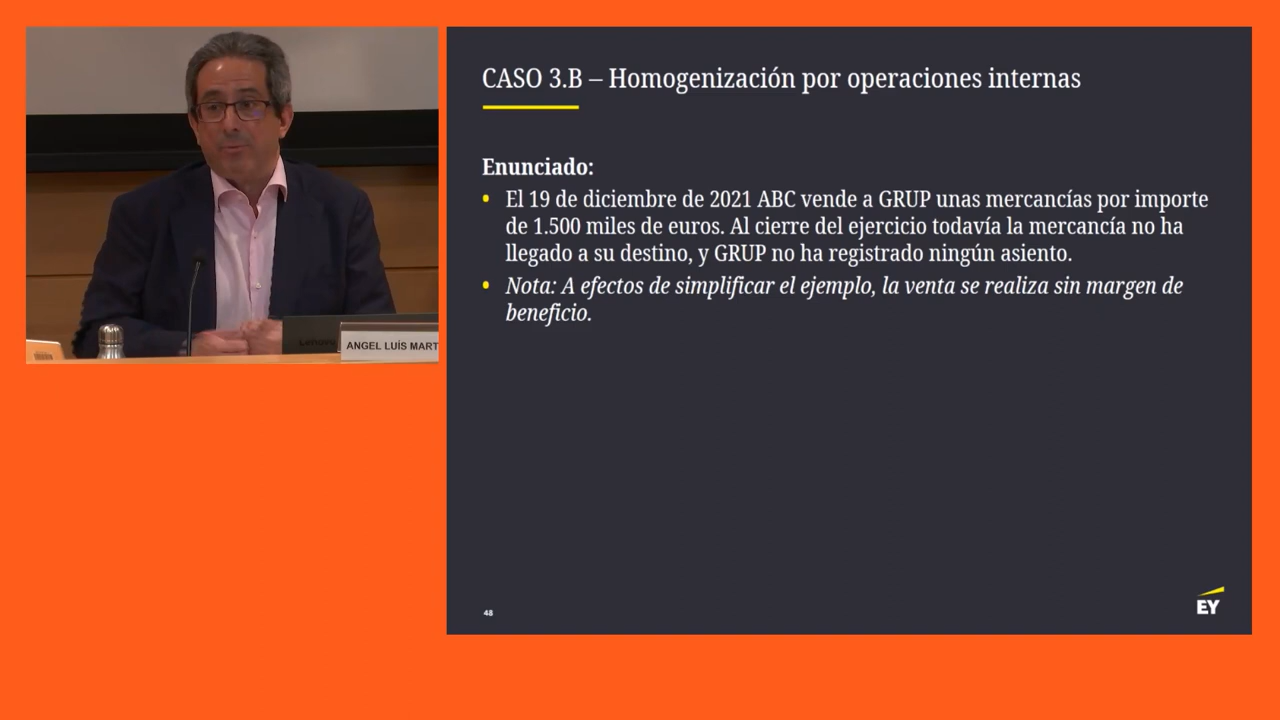 CASO 3.B – Homogenización por operaciones internas
Enunciado:
• El 19 de diciembre de 2021 ABC vende a GRUP unas mercancías por importe
de 1.500 miles de euros. Al cierre del ejercicio todavía la mercancía no ha
llegado a su destino, y GRUP no ha registrado ningún asiento.
• Nota: A efectos de simplificar el ejemplo, la venta se realiza sin margen de
beneficio.
Lenovo
ANGEL LUÍS MART
48
EY